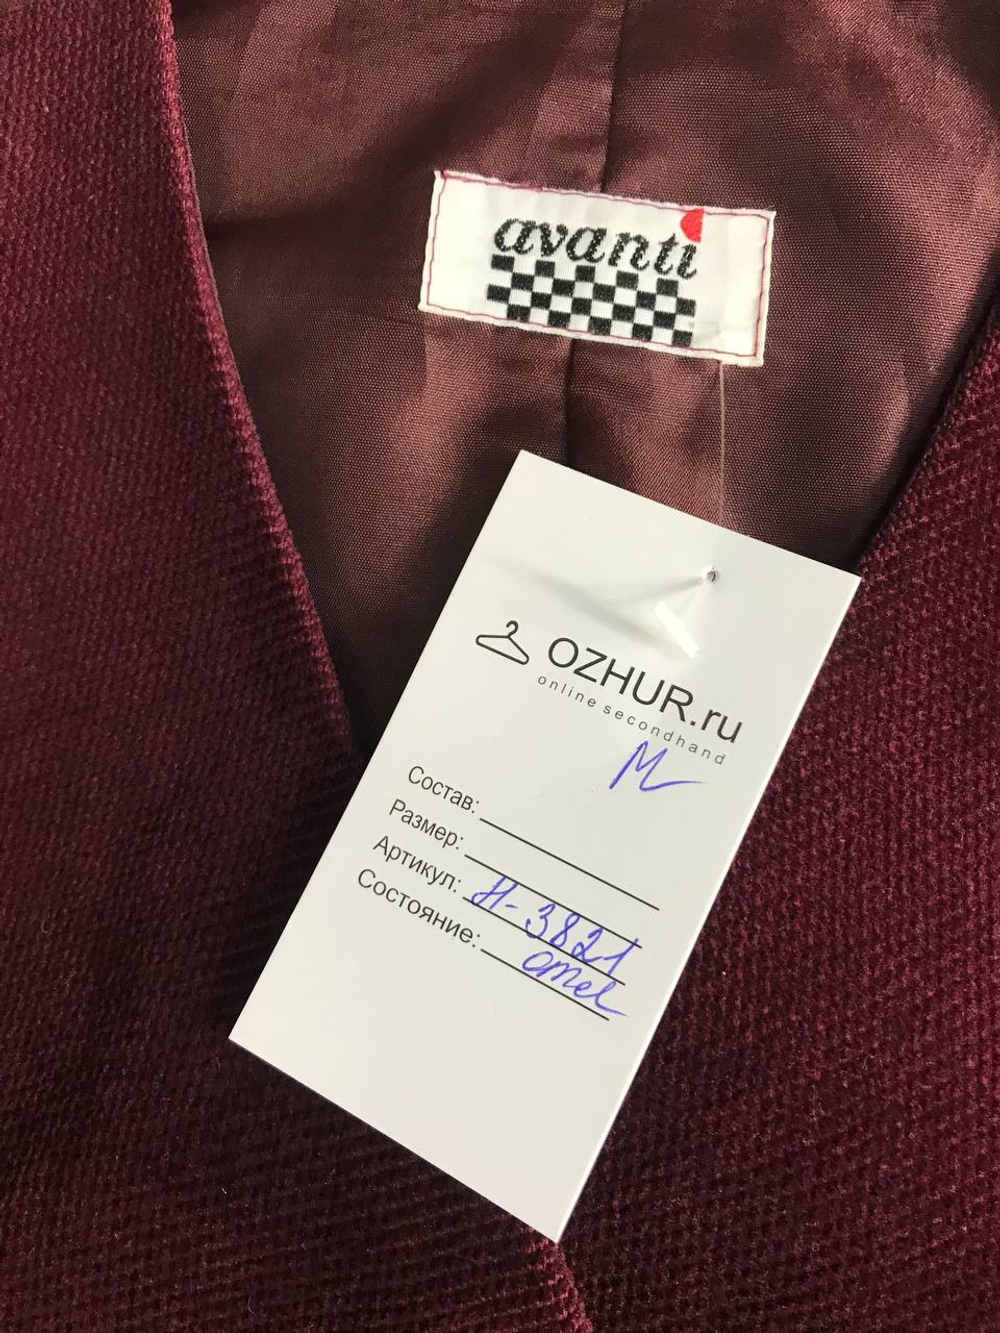 avanti
OZHUR.ru
online secondhand
M
Состав:
Размер:
Артикул: H-3821
Состояние: отл